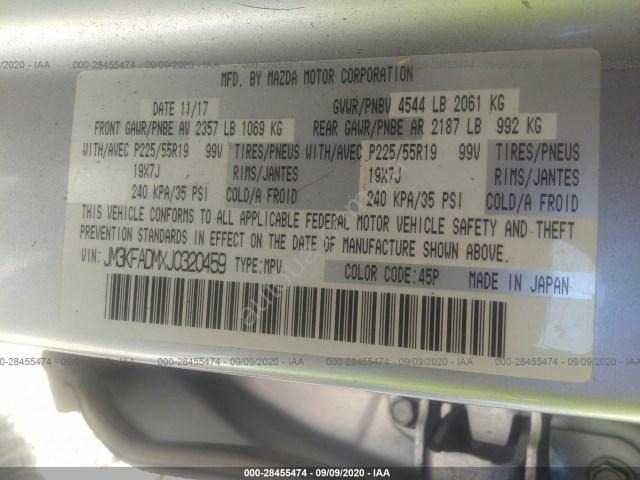 000-28455474 - 09/09/2020 - IAA
MFD. BY MAZDA MOTOR CORPORATION
DATE 11/17 GVWR/PNBV 4544 LB 2061 KG
FRONT GAWR/PNBE AV 2357 LB 1069 KG REAR GAWR/PNBE AR 2187 LB 992 KG
WITH/AVEC P225/55R19 99V TIRES/PNEUS WITH/AVEC P225/55R19 99V TIRES/PNEUS
19X7J RIMS/JANTES 19X7J RIMS/JANTES
240 KPA/35 PSI COLD/A FROID 240 KPA/35 PSI COLD/A FROID
THIS VEHICLE CONFORMS TO ALL APPLICABLE FEDERAL MOTOR VEHICLE SAFETY AND THEFT
PREVENTION STANDARDS IN EFFECT ON THE DATE OF MANUFACTURE SHOWN ABOVE.
VIN: JM3KFADMXJ0320459 TYPE:MPV
COLOR CODE:45P MADE IN JAPAN
000-28455474 - 09/09/2020 - IAA
000-28455474 - 09/09/2020 - IAA